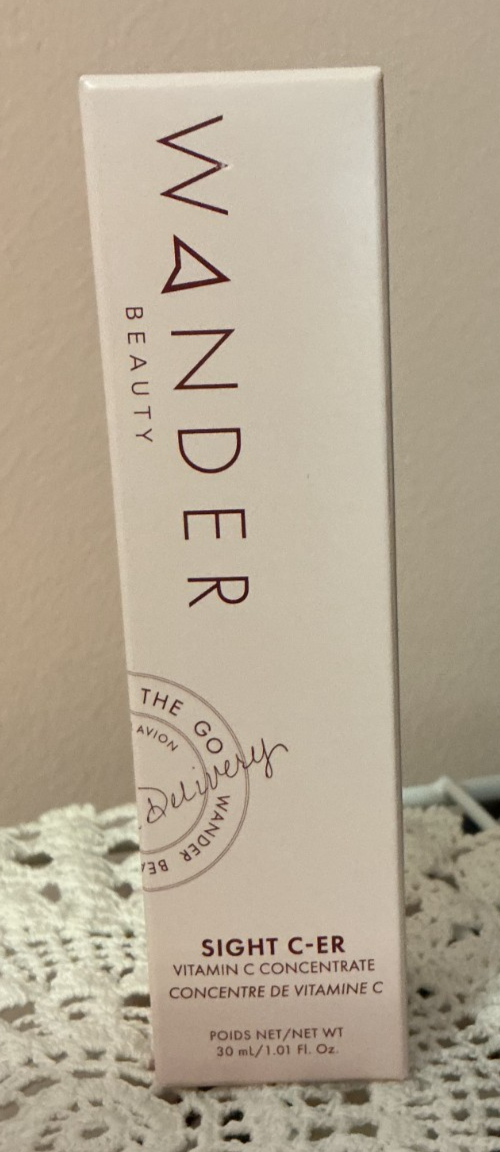 WANDER
BEAUTY
THE GO
AVION
Delivery
WANDER
SIGHT C-ER
VITAMIN C CONCENTRATE
CONCENTRE DE VITAMINE C
POIDS NET/NET WT
30 mL/1.01 Fl. Oz.